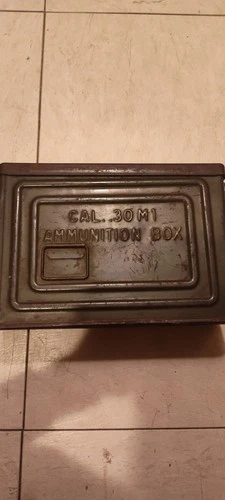 CAL. .30 M1
AMMUNITION BOX